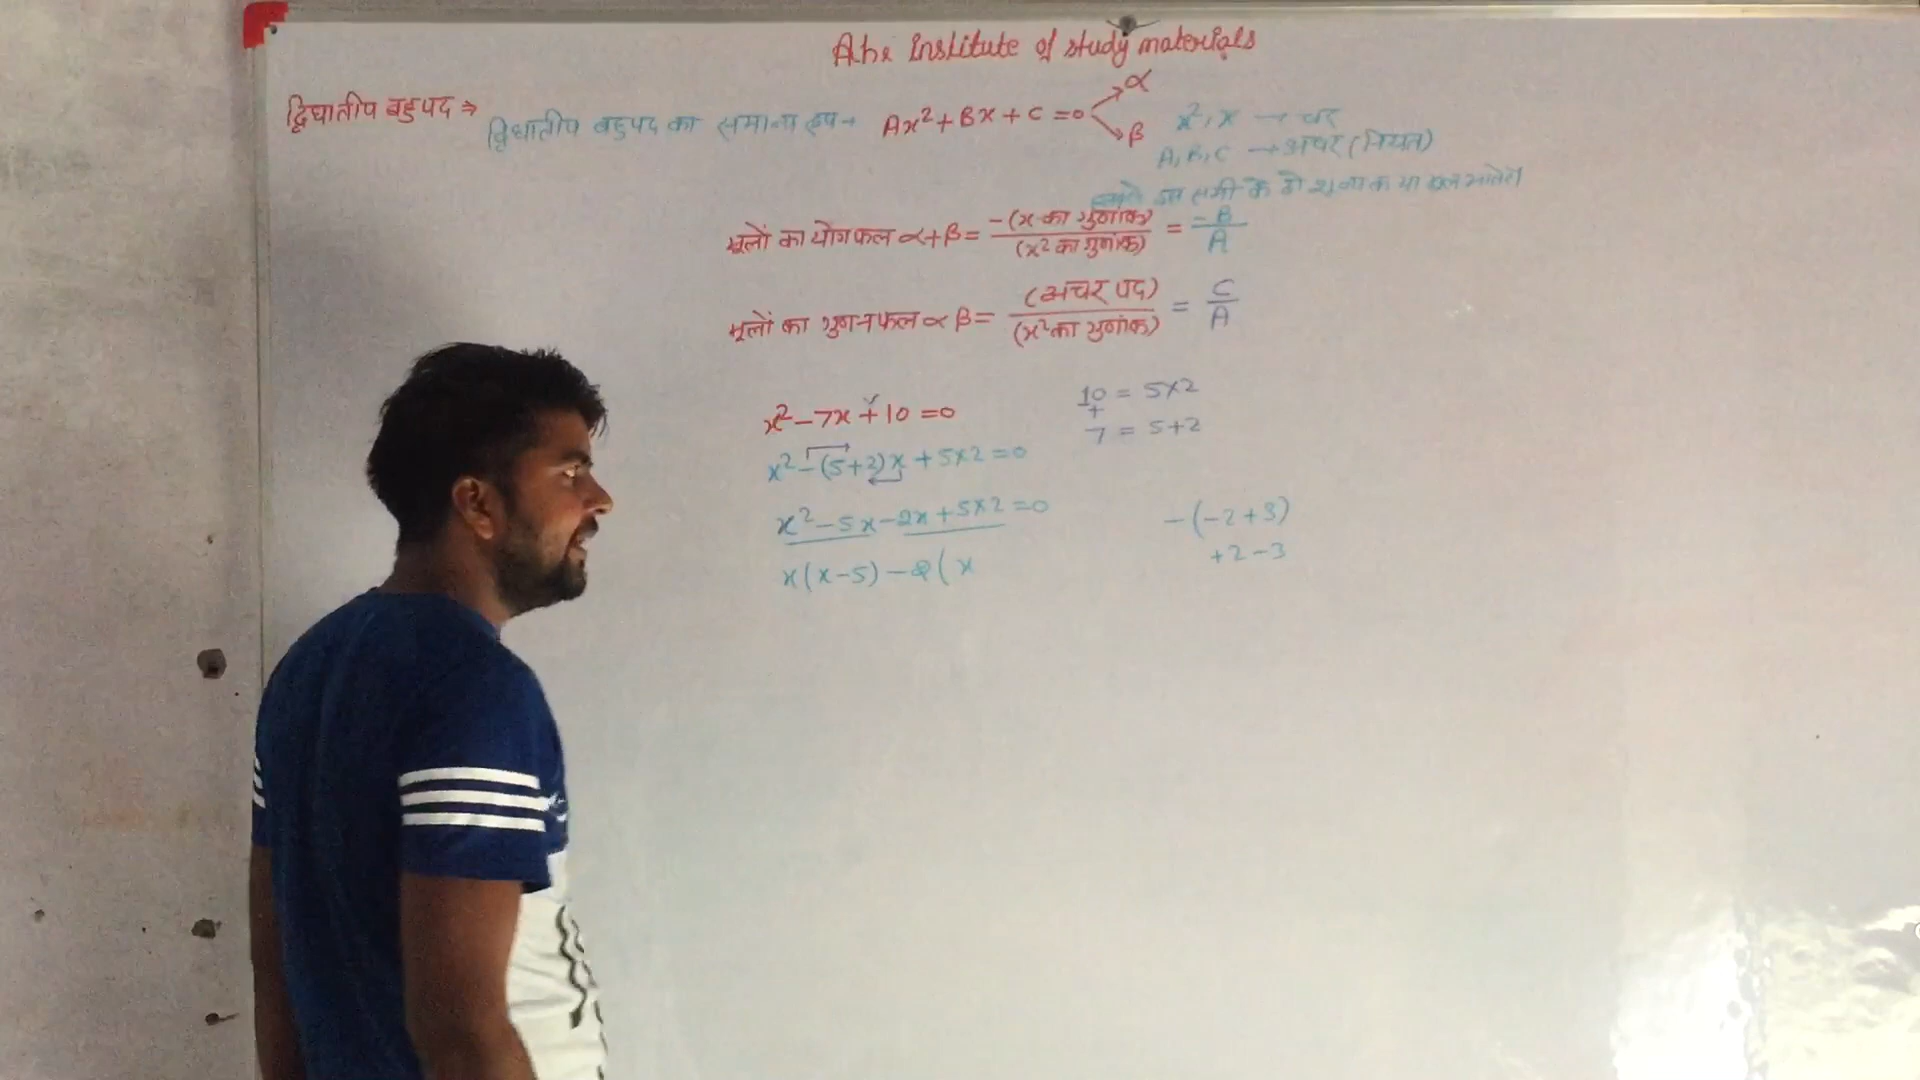 Ahx Institute of study materials
द्विघातीय बहुपद ⇒ द्विघातीय बहुपद का समान्य रूप → Ax²+Bx+C=0 α β
x², x → चर
A, B, C → अचर (नियत)
मूलों का योगफल α+β = -(x का गुणांक)/(x² का गुणांक) = -B/A
मूलों का गुणनफल αβ = (अचर पद)/(x² का गुणांक) = C/A
x²-7x+10=0
x²-(5+2)x+5×2=0
x²-5x-2x+5×2=0
x(x-5)-2(x
10 = 5×2
+
7 = 5+2
-(-2+3)
+2-3